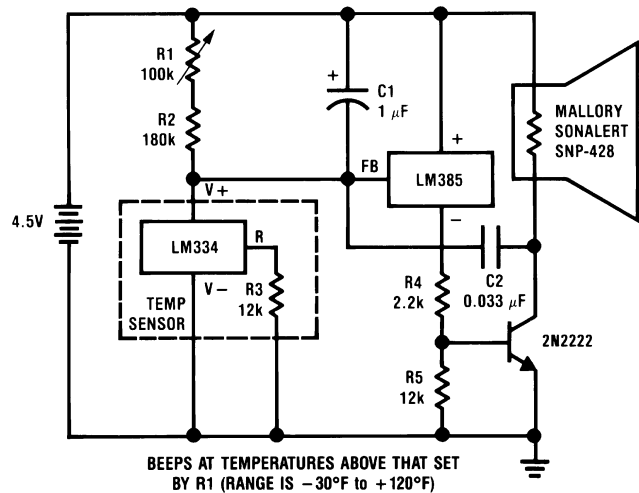 R1
100k
R2
180k
+
C1
1 μF
FB
+
LM385
−
MALLORY
SONALERT
SNP-428
4.5V
V+
LM334
R
V−
TEMP
SENSOR
R3
12k
R4
2.2k
C2
0.033 μF
2N2222
R5
12k
BEEPS AT TEMPERATURES ABOVE THAT SET
BY R1 (RANGE IS −30°F to +120°F)